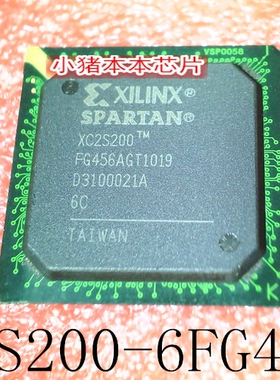 VSP0058
小猪本本芯片
XILINX
SPARTAN®
XC2S200™
FG456AGT1019
D3100021A
6C
TAIWAN
K
S200-6FG4